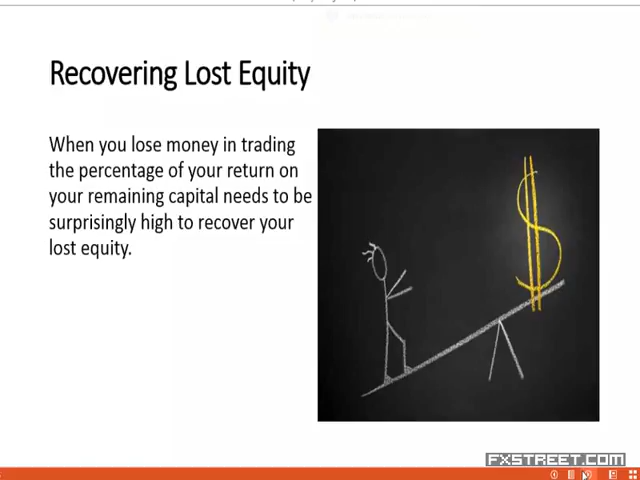 Recovering Lost Equity
When you lose money in trading
the percentage of your return on
your remaining capital needs to be
surprisingly high to recover your
lost equity.
$
FXSTREET.COM